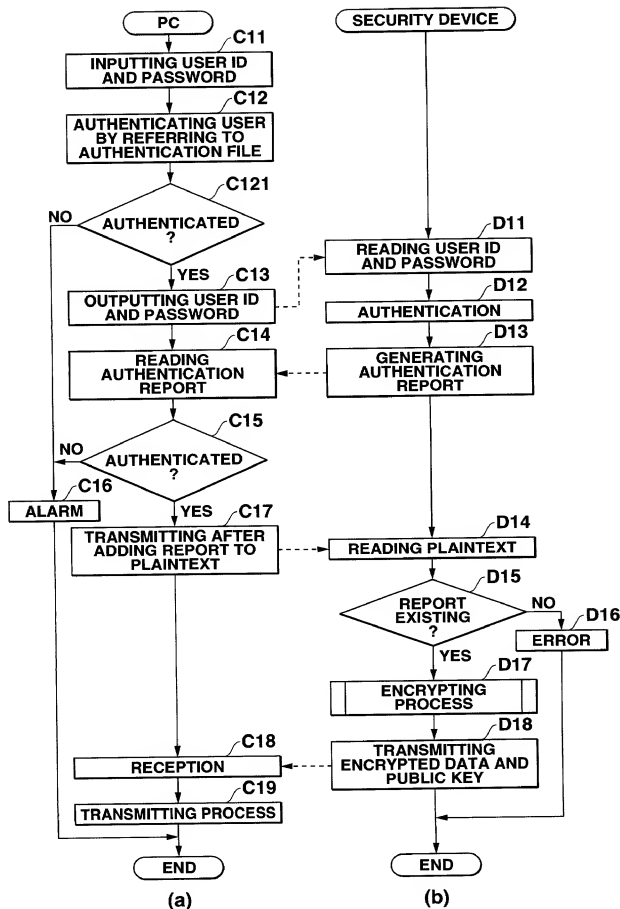 PC
C11
INPUTTING USER ID
AND PASSWORD
C12
AUTHENTICATING USER
BY REFERRING TO
AUTHENTICATION FILE
C121
NO
AUTHENTICATED
?
YES
C13
OUTPUTTING USER ID
AND PASSWORD
C14
READING
AUTHENTICATION
REPORT
C15
NO
AUTHENTICATED
?
C16
ALARM
YES
C17
TRANSMITTING AFTER
ADDING REPORT TO
PLAINTEXT
C18
RECEPTION
C19
TRANSMITTING PROCESS
END
(a)
SECURITY DEVICE
D11
READING USER ID
AND PASSWORD
D12
AUTHENTICATION
D13
GENERATING
AUTHENTICATION
REPORT
D14
READING PLAINTEXT
D15
REPORT
EXISTING
?
NO
D16
ERROR
YES
D17
ENCRYPTING
PROCESS
D18
TRANSMITTING
ENCRYPTED DATA AND
PUBLIC KEY
END
(b)